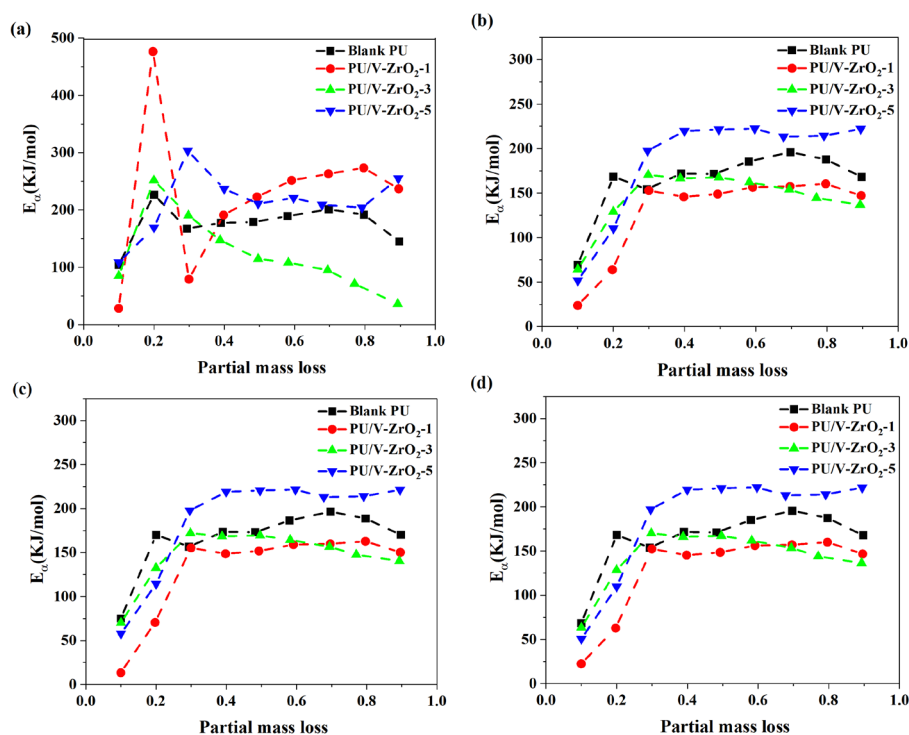 (a)
500
400
300
200
100
0
0.0 0.2 0.4 0.6 0.8 1.0
Eα(KJ/mol)
Partial mass loss
Blank PU
PU/V-ZrO₂-1
PU/V-ZrO₂-3
PU/V-ZrO₂-5
(b)
300
250
200
150
100
50
0
0.0 0.2 0.4 0.6 0.8 1.0
Eα(KJ/mol)
Partial mass loss
Blank PU
PU/V-ZrO₂-1
PU/V-ZrO₂-3
PU/V-ZrO₂-5
(c)
300
250
200
150
100
50
0
0.0 0.2 0.4 0.6 0.8 1.0
Eα(KJ/mol)
Partial mass loss
Blank PU
PU/V-ZrO₂-1
PU/V-ZrO₂-3
PU/V-ZrO₂-5
(d)
300
250
200
150
100
50
0
0.0 0.2 0.4 0.6 0.8 1.0
Eα(KJ/mol)
Partial mass loss
Blank PU
PU/V-ZrO₂-1
PU/V-ZrO₂-3
PU/V-ZrO₂-5